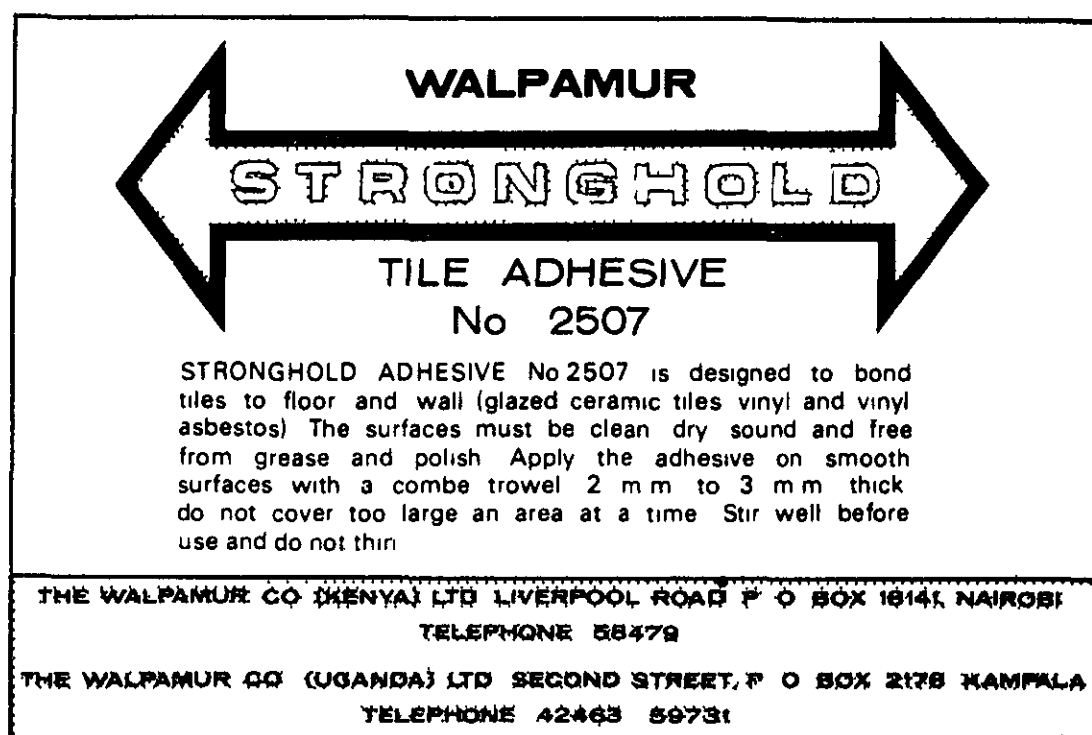 WALPAMUR
STRONGHOLD
TILE ADHESIVE
No 2507
STRONGHOLD ADHESIVE No 2507 is designed to bond
tiles to floor and wall (glazed ceramic tiles vinyl and vinyl
asbestos) The surfaces must be clean dry sound and free
from grease and polish Apply the adhesive on smooth
surfaces with a combe trowel 2 m m to 3 m m thick
do not cover too large an area at a time Stir well before
use and do not thin
THE WALPAMUR CO (KENYA) LTD LIVERPOOL ROAD P O BOX 18141, NAIROBI
TELEPHONE 58479
THE WALPAMUR CO (UGANDA) LTD SECOND STREET, P O BOX 2178 KAMPALA
TELEPHONE 42463 59731